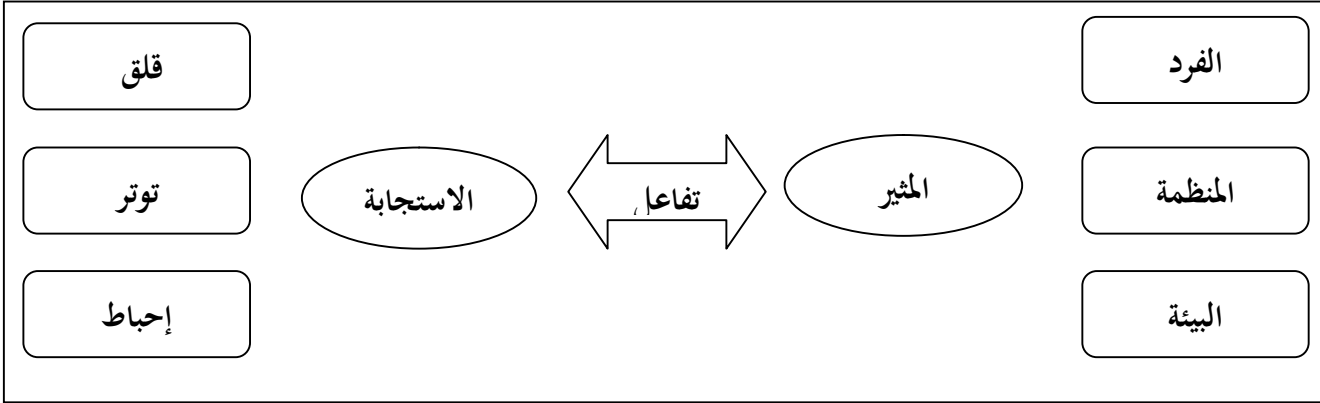 الفرد
المنظمة
البيئة
المثير
تفاعل
الاستجابة
قلق
توتر
إحباط